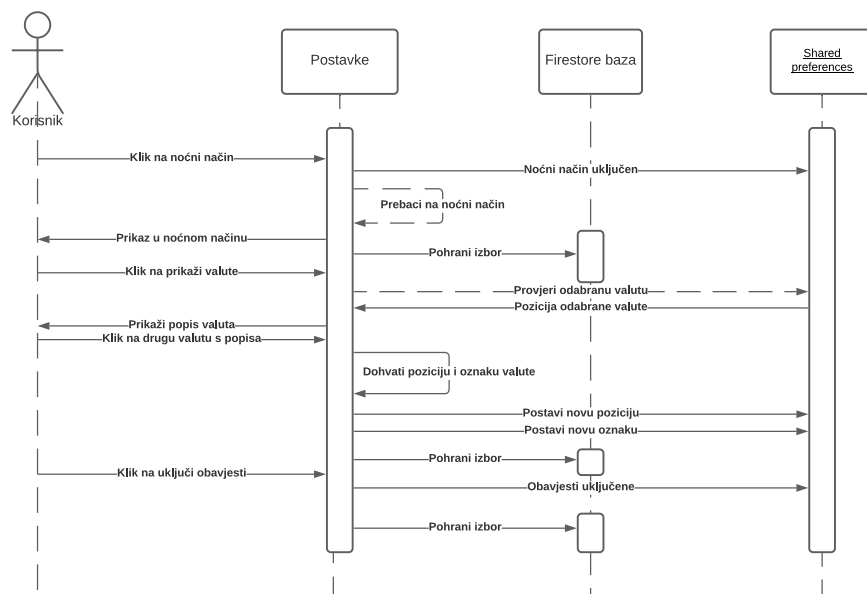 Postavke
Firestore baza
Shared
preferences
Korisnik
Klik na noćni način
Noćni način uključen
Prebaci na noćni način
Prikaz u noćnom načinu
Pohrani izbor
Klik na prikaži valute
Provjeri odabranu valutu
Pozicija odabrane valute
Prikaži popis valuta
Klik na drugu valutu s popisa
Dohvati poziciju i oznaku valute
Postavi novu poziciju
Postavi novu oznaku
Pohrani izbor
Klik na uključi obavjesti
Obavjesti uključene
Pohrani izbor